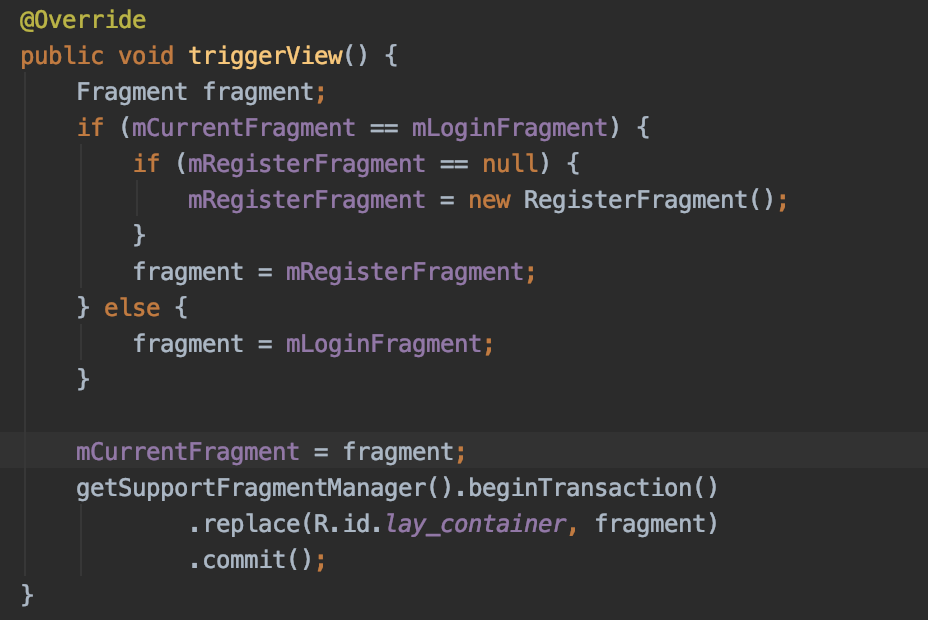 @Override
public void triggerView() {
    Fragment fragment;
    if (mCurrentFragment == mLoginFragment) {
        if (mRegisterFragment == null) {
            mRegisterFragment = new RegisterFragment();
        }
        fragment = mRegisterFragment;
    } else {
        fragment = mLoginFragment;
    }

    mCurrentFragment = fragment;
    getSupportFragmentManager().beginTransaction()
            .replace(R.id.lay_container, fragment)
            .commit();
}